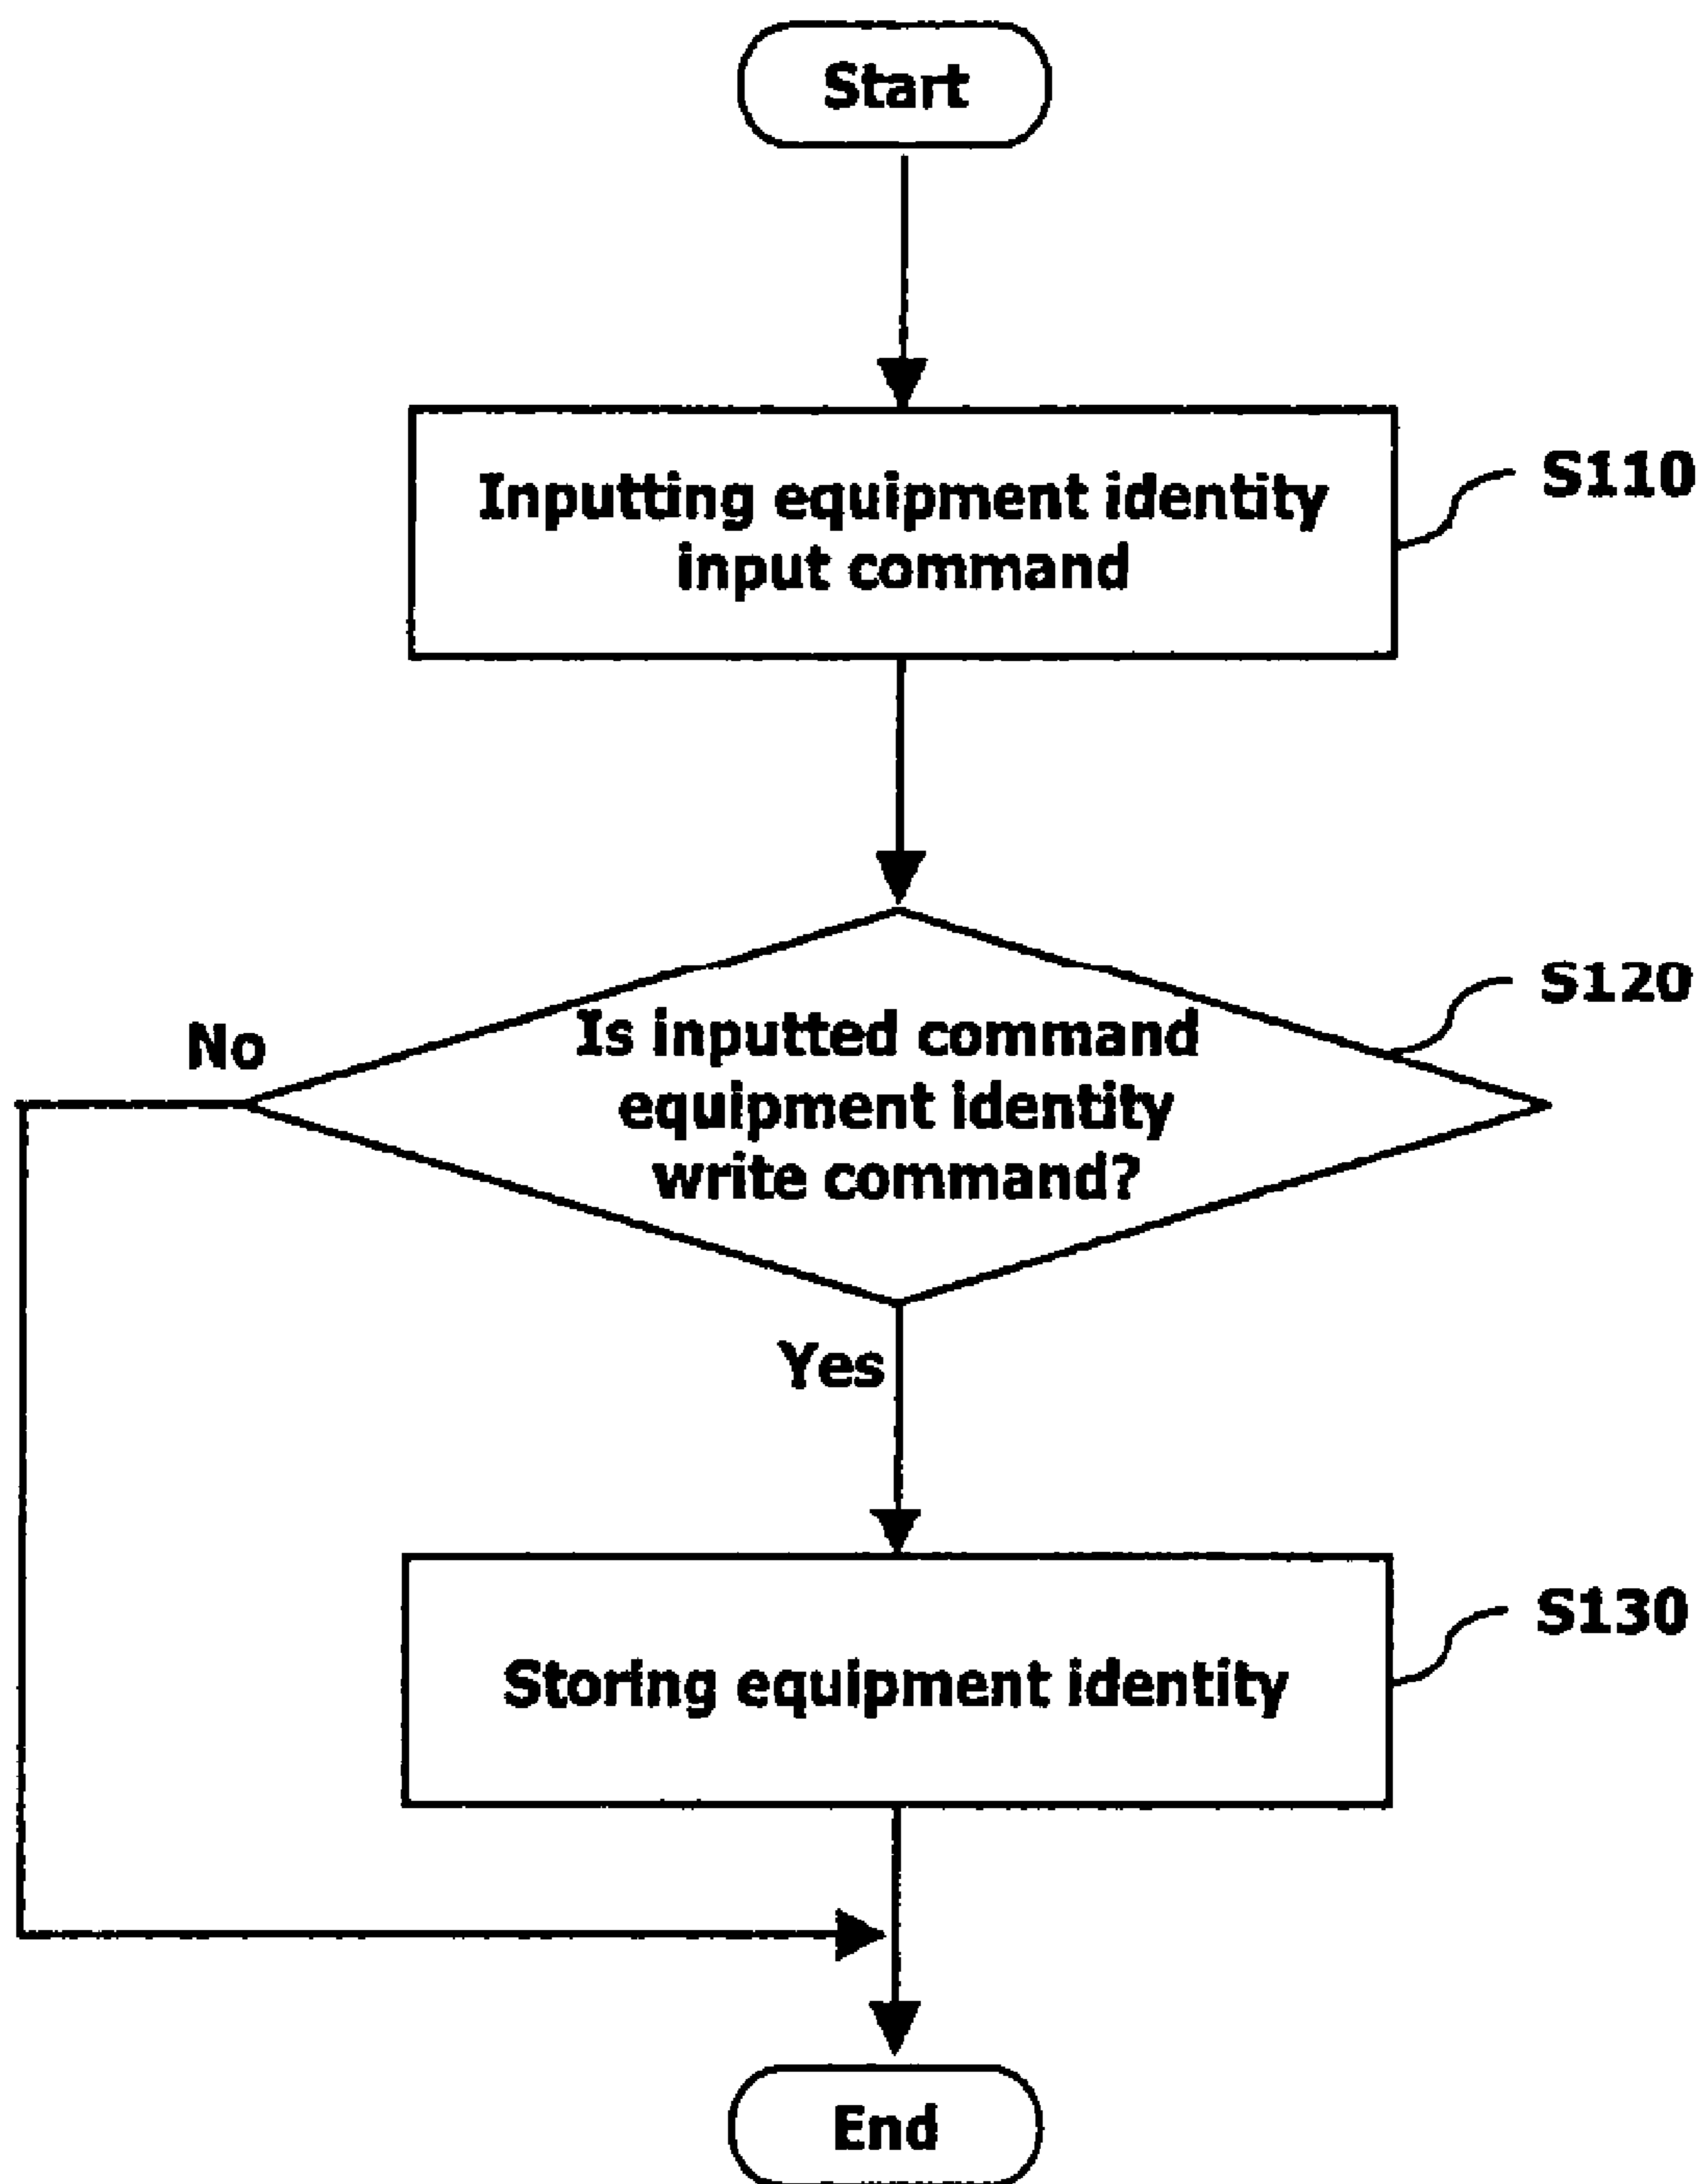 Start
Inputting equipment identity
input command
S110
S120
No
Is inputted command
equipment identity
write command?
Yes
S130
Storing equipment identity
End